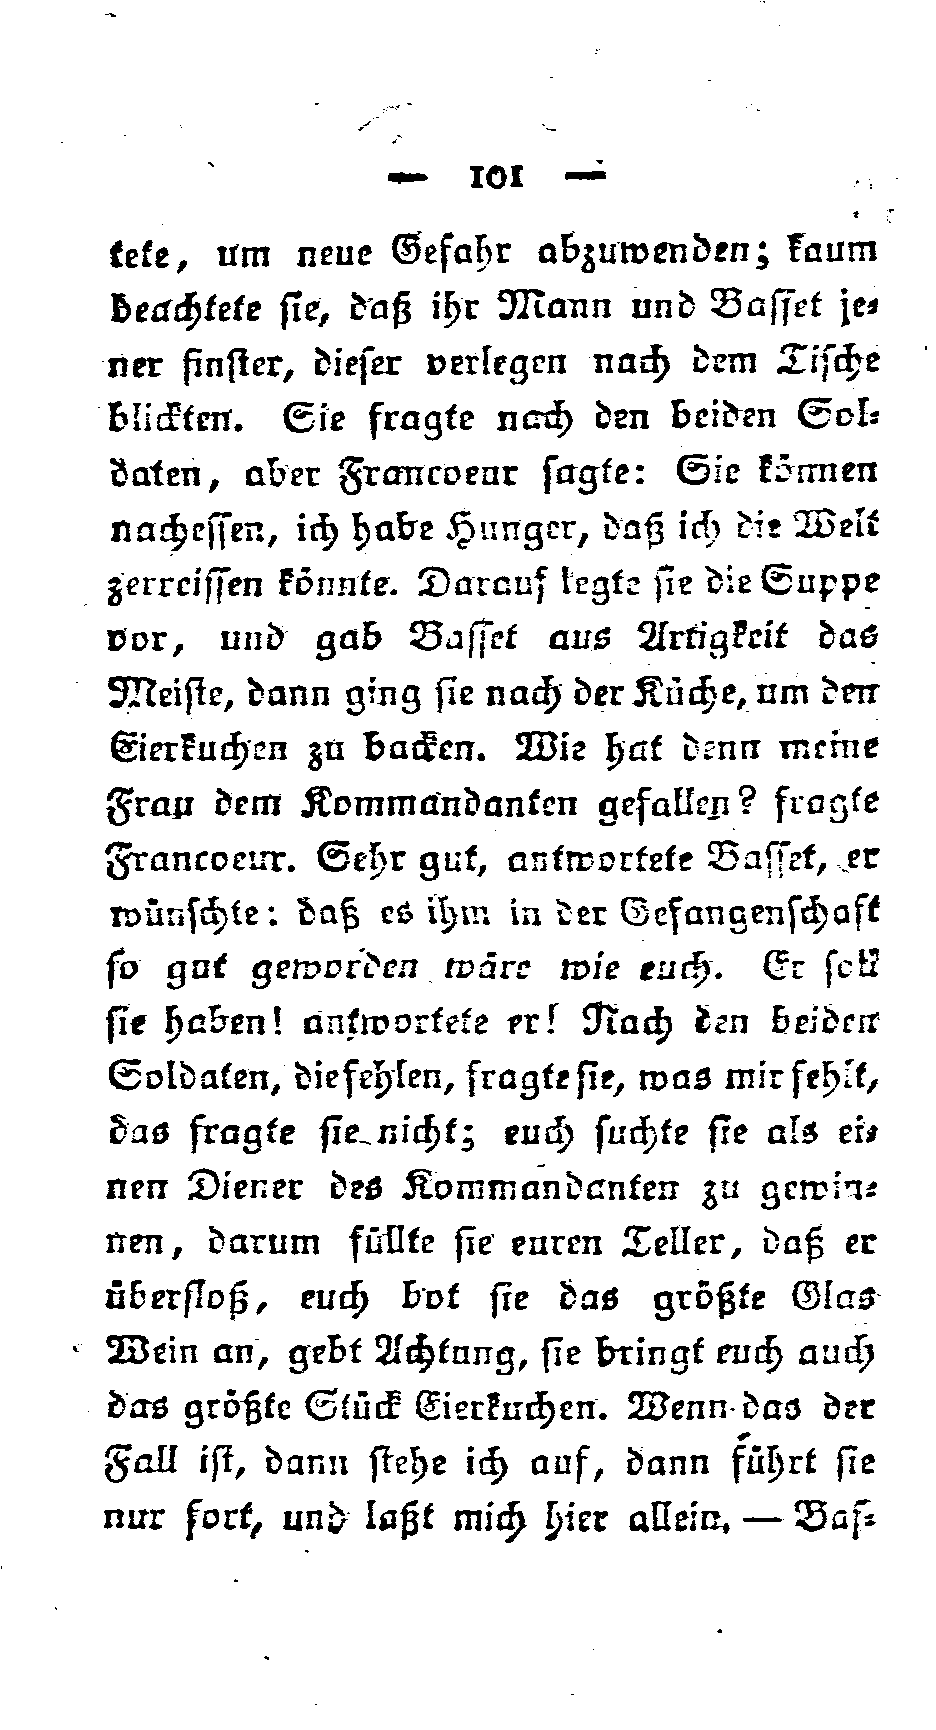 — 101 —
tete, um neue Gefahr abzuwenden; kaum
beachtete sie, daß ihr Mann und Basset je-
ner finster, dieser verlegen nach dem Tische
blickten. Sie fragte nach den beiden Sol-
daten, aber Francoeur sagte: Sie können
nachessen, ich habe Hunger, daß ich die Welt
zerreissen könnte. Darauf legte sie die Suppe
vor, und gab Basset aus Artigkeit das
Meiste, dann ging sie nach der Küche, um den
Eierkuchen zu backen. Wie hat denn meine
Frau dem Kommandanten gefallen? fragte
Francoeur. Sehr gut, antwortete Basset, er
wünschte: daß es ihm in der Gefangenschaft
so gut geworden wäre wie euch. Er soll
sie haben! antwortete er! Nach den beiden
Soldaten, die fehlen, fragte sie, was mir fehlt,
das fragte sie nicht; euch suchte sie als ei-
nen Diener des Kommandanten zu gewin-
nen, darum füllte sie euren Teller, daß er
überfloß, euch bot sie das größte Glas
Wein an, gebt Achtung, sie bringt euch auch
das größte Stück Eierkuchen. Wenn das der
Fall ist, dann stehe ich auf, dann führt sie
nur fort, und laßt mich hier allein. — Bas-